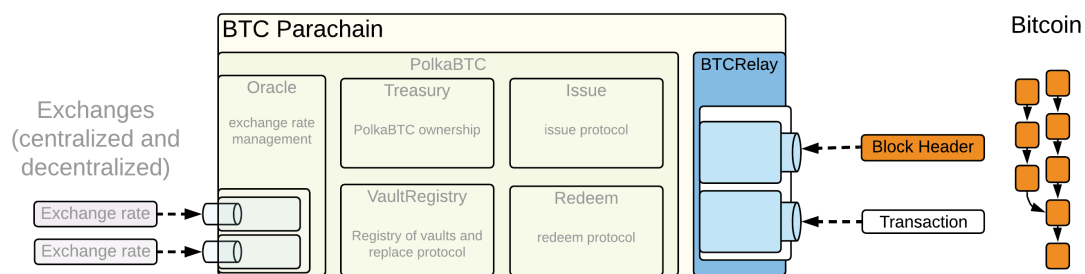 BTC Parachain
Bitcoin
PolkaBTC
BTCRelay
Oracle
exchange rate
management
Treasury
PolkaBTC ownership
Issue
issue protocol
Exchanges
(centralized and
decentralized)
Block Header
VaultRegistry
Registry of vaults and
replace protocol
Redeem
redeem protocol
Exchange rate
Transaction
Exchange rate